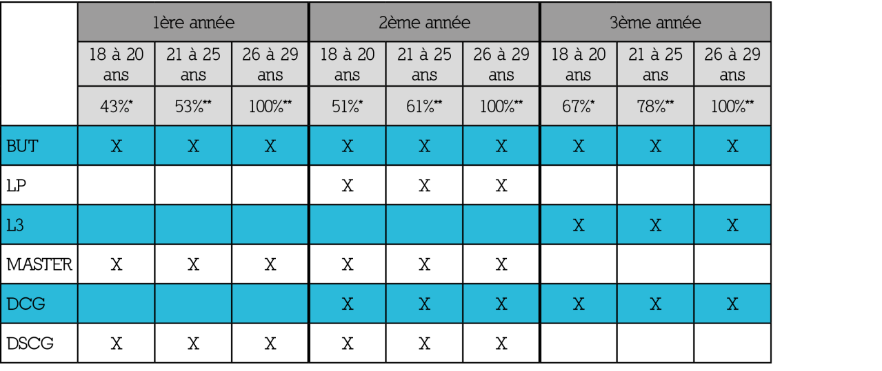 1ère année 2ème année 3ème année
18 à 20 ans 21 à 25 ans 26 à 29 ans 18 à 20 ans 21 à 25 ans 26 à 29 ans 18 à 20 ans 21 à 25 ans 26 à 29 ans
43%* 53%** 100%** 51%* 61%** 100%** 67%* 78%** 100%**
BUT X X X X X X X X X
LP X X X
L3 X X X
MASTER X X X X X X
DCG X X X X X X
DSCG X X X X X X